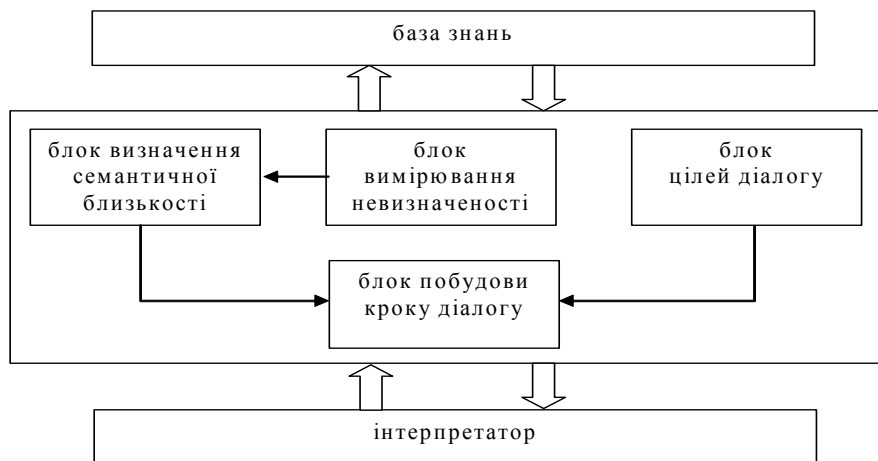 база знань
блок визначення
семантичної
близькості
блок
вимірювання
невизначеності
блок
цілей діалогу
блок побудови
кроку діалогу
інтерпретатор